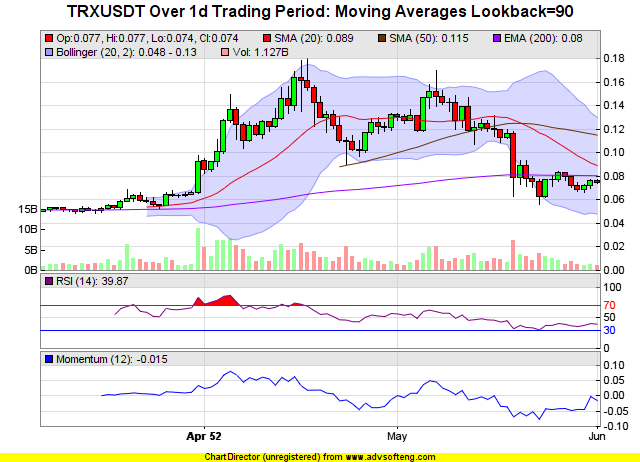 TRXUSDT Over 1d Trading Period: Moving Averages Lookback=90
Op:0.077, Hi:0.077, Lo:0.074, Cl:0.074 SMA (20): 0.089 SMA (50): 0.115 EMA (200): 0.08
Bollinger (20, 2): 0.048 - 0.13 Vol: 1.127B
0.18
0.16
0.14
0.12
0.10
0.08
0.06
0.04
0.02
0.00
15B
10B
5B
0B
RSI (14): 39.87
100
70
50
30
0
Momentum (12): -0.015
0.10
0.05
0.00
-0.05
-0.10
Apr 52 May Jun
ChartDirector (unregistered) from www.advsofteng.com